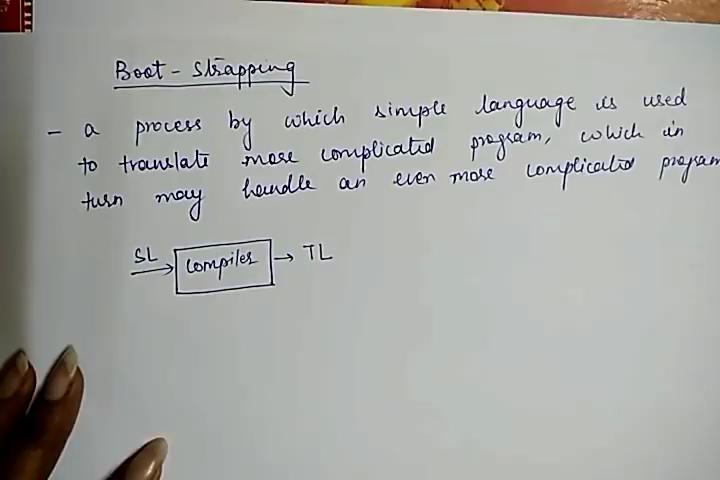 Boot - Strapping
- a process by which simple language is used
to translate more complicated program, which in
turn may handle an even more complicated program
SL
Compiler
TL